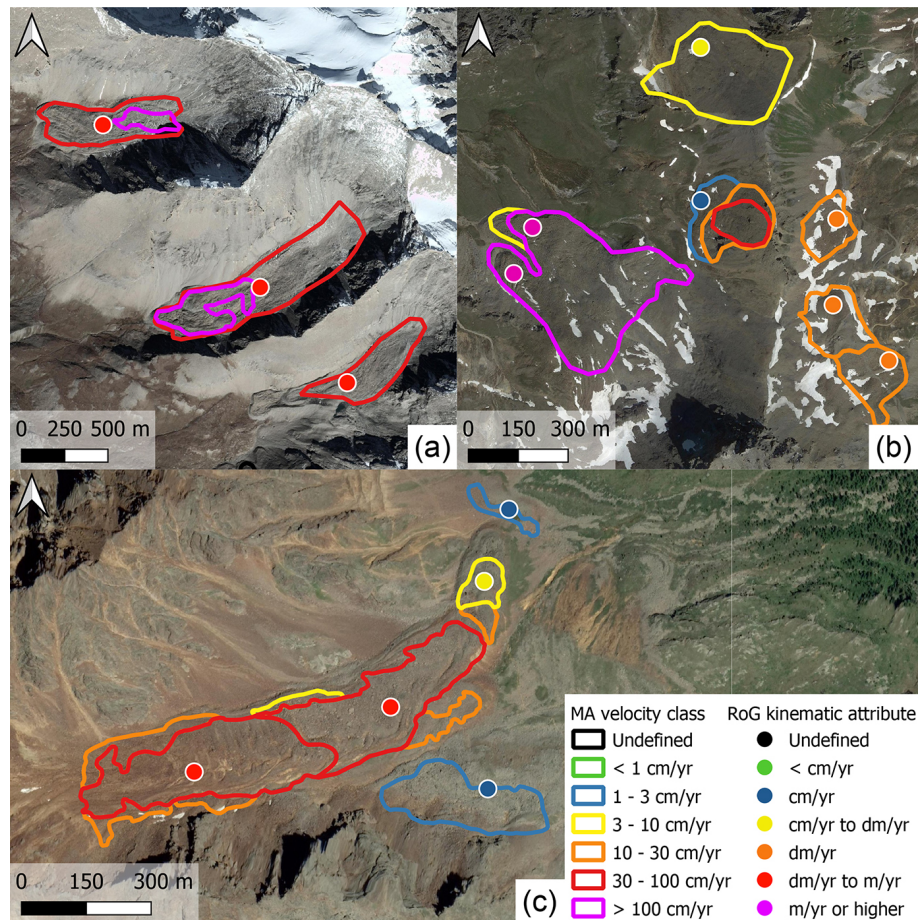 0 250 500 m
(a)
0 150 300 m
(b)
MA velocity class
Undefined
< 1 cm/yr
1 - 3 cm/yr
3 - 10 cm/yr
10 - 30 cm/yr
30 - 100 cm/yr
> 100 cm/yr
RoG kinematic attribute
Undefined
< cm/yr
cm/yr
cm/yr to dm/yr
dm/yr
dm/yr to m/yr
m/yr or higher
0 150 300 m
(c)